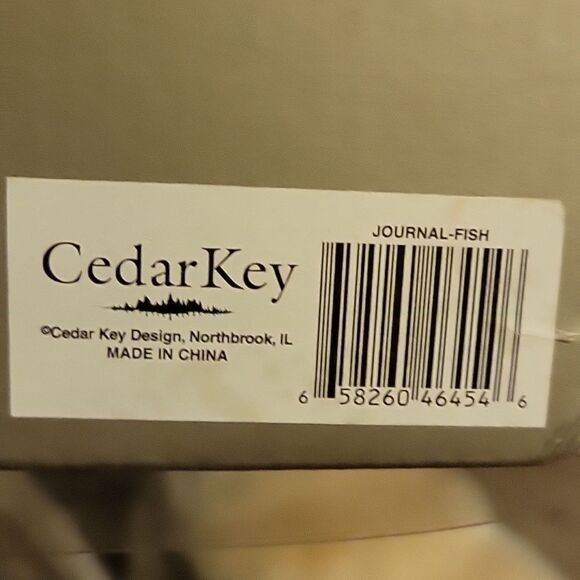 CedarKey
©Cedar Key Design, Northbrook, IL
MADE IN CHINA
JOURNAL-FISH
6 58260 46454 6